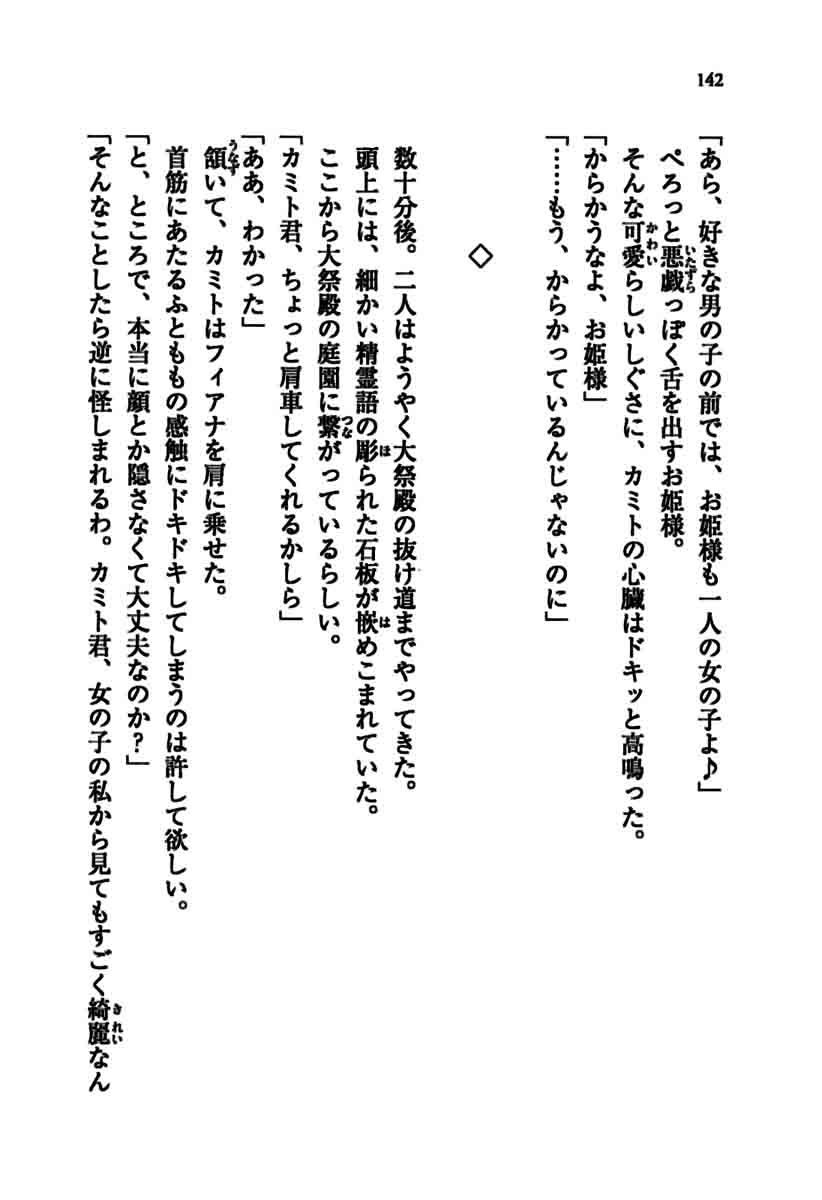 142
「あら、好きな男の子の前では、お姫様も一人の女の子よ♪」
ぺろっと悪戯っぽく舌を出すお姫様。
そんな可愛らしいしぐさに、カミトの心臓はドキッと高鳴った。
「からかうなよ、お姫様」
「……もう、からかっているんじゃないのに」
◇
数十分後。二人はようやく大祭殿の抜け道までやってきた。
頭上には、細かい精霊語の彫られた石板が嵌めこまれていた。
ここから大祭殿の庭園に繋がっているらしい。
「カミト君、ちょっと肩車してくれるかしら」
「ああ、わかった」
頷いて、カミトはフィアナを肩に乗せた。
首筋にあたるふとももの感触にドキドキしてしまうのは許して欲しい。
「と、ところで、本当に顔とか隠さなくて大丈夫なのか？」
「そんなことしたら逆に怪しまれるわ。カミト君、女の子の私から見てもすごく綺麗なん